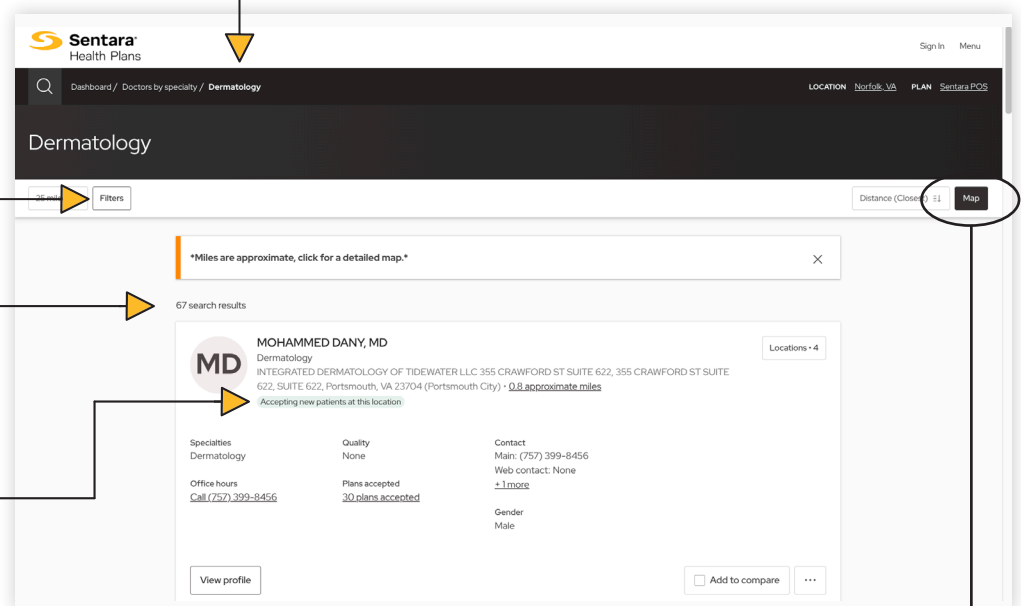 Sentara
Health Plans
Sign In Menu
Dashboard / Doctors by specialty / Dermatology
LOCATION Norfolk, VA PLAN Sentara POS
Dermatology
Filters
Distance (Closest) Map
*Miles are approximate, click for a detailed map.*
67 search results
MD
MOHAMMED DANY, MD
Locations • 4
Dermatology
INTEGRATED DERMATOLOGY OF TIDEWATER LLC 355 CRAWFORD ST SUITE 622, 355 CRAWFORD ST SUITE
622, SUITE 622, Portsmouth, VA 23704 (Portsmouth City) • 0.8 approximate miles
Accepting new patients at this location
Specialties
Dermatology
Office hours
Call (757) 399-8456
Quality
None
Plans accepted
30 plans accepted
Contact
Main: (757) 399-8456
Web contact: None
+ 1 more
Gender
Male
View profile
Add to compare